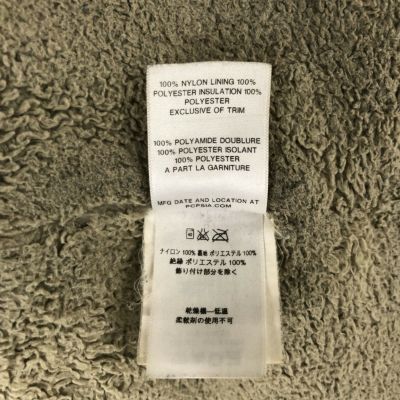 100% NYLON LINING 100%
POLYESTER INSULATION 100%
POLYESTER
EXCLUSIVE OF TRIM
100% POLYAMIDE DOUBLURE
100% POLYESTER ISOLANT
100% POLYESTER
A PART LA GARNITURE
MFG DATE AND LOCATION AT
PCPSIA.COM
ナイロン 100% 裏地 ポリエステル 100%
絶縁 ポリエステル 100%
飾り付け部分を除く
乾燥機—低温
柔軟剤の使用不可